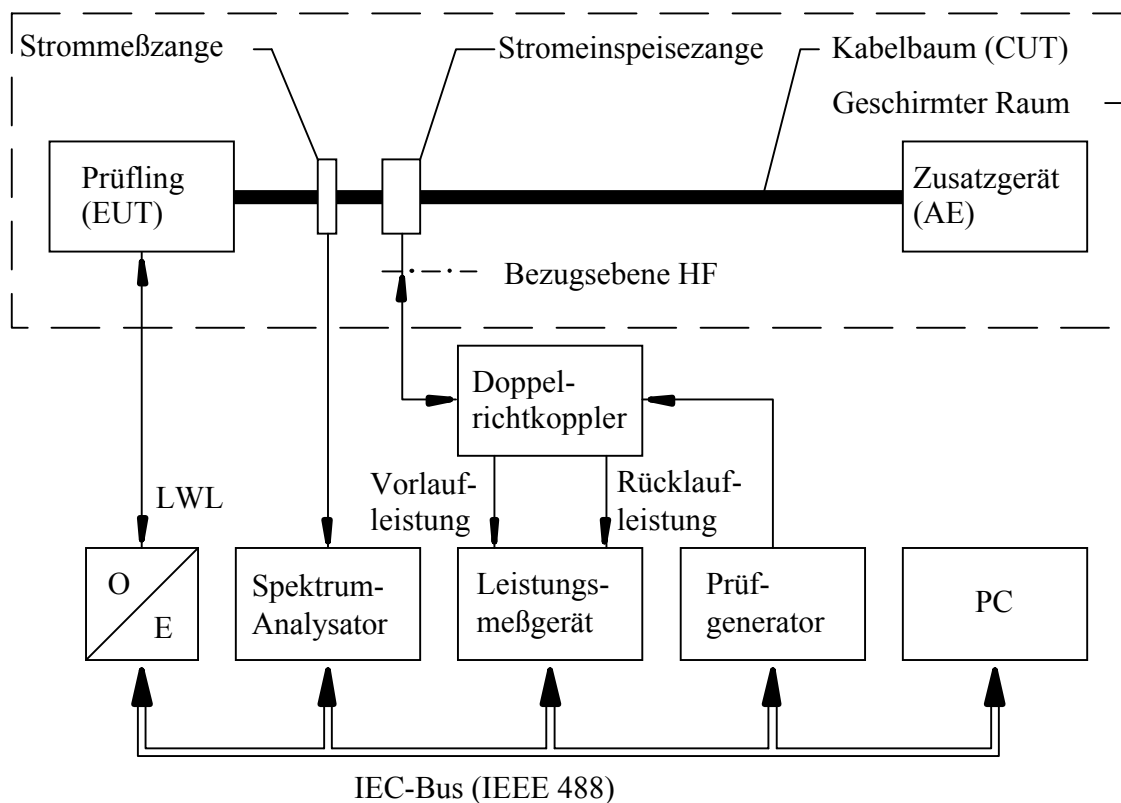 Strommeßzange
Stromeinspeisezange
Kabelbaum (CUT)
Geschirmter Raum
Prüfling
(EUT)
Zusatzgerät
(AE)
Bezugsebene HF
Doppel-
richtkoppler
Vorlauf-
leistung
Rücklauf-
leistung
LWL
O
E
Spektrum-
Analysator
Leistungs-
meßgerät
Prüf-
generator
PC
IEC-Bus (IEEE 488)